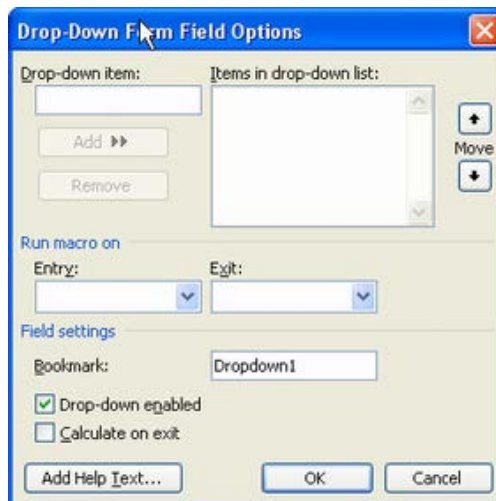 Drop-Down Form Field Options
Drop-down item:
Items in drop-down list:
Add
Move
Remove
Run macro on
Entry:
Exit:
Field settings
Bookmark:
Dropdown1
Drop-down enabled
Calculate on exit
Add Help Text...
OK
Cancel